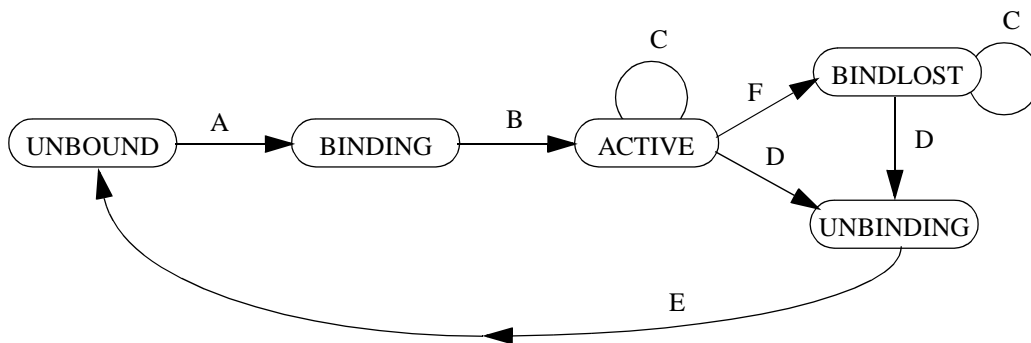 C
C
BINDLOST
F
A
B
UNBOUND
BINDING
ACTIVE
D
D
UNBINDING
E